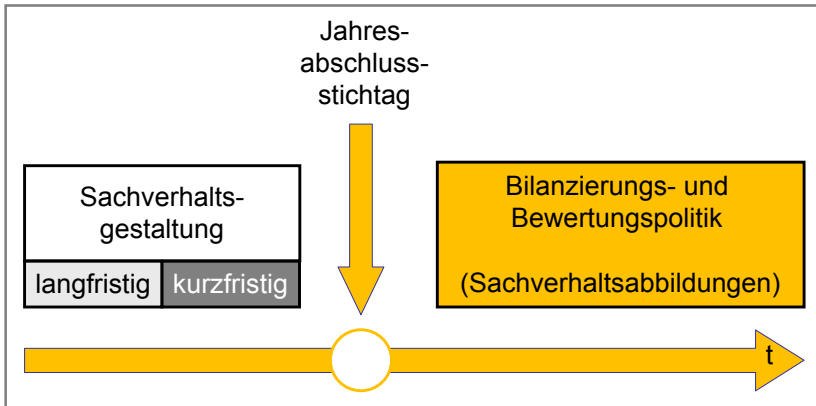 Jahres-
abschluss-
stichtag
Sachverhalts-
gestaltung
langfristig kurzfristig
Bilanzierungs- und
Bewertungspolitik
(Sachverhaltsabbildungen)
t